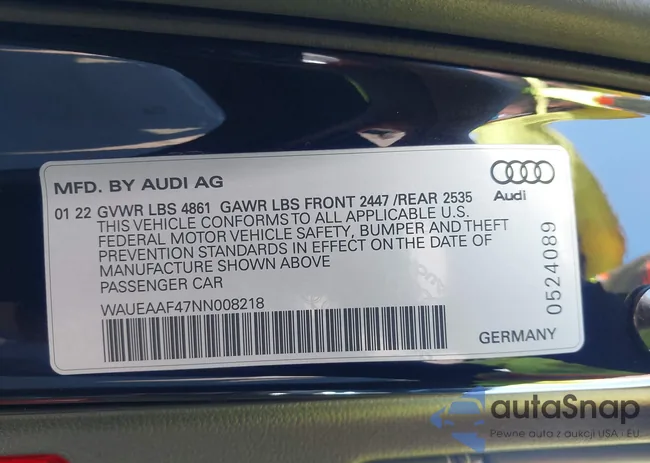 MFD. BY AUDI AG
01 22 GVWR LBS 4861 GAWR LBS FRONT 2447 /REAR 2535
THIS VEHICLE CONFORMS TO ALL APPLICABLE U.S.
FEDERAL MOTOR VEHICLE SAFETY, BUMPER AND THEFT
PREVENTION STANDARDS IN EFFECT ON THE DATE OF
MANUFACTURE SHOWN ABOVE
PASSENGER CAR
WAUEAAF47NN008218
Audi
0524089
GERMANY
autaSnap
Pewne auta z aukcji USA i EU